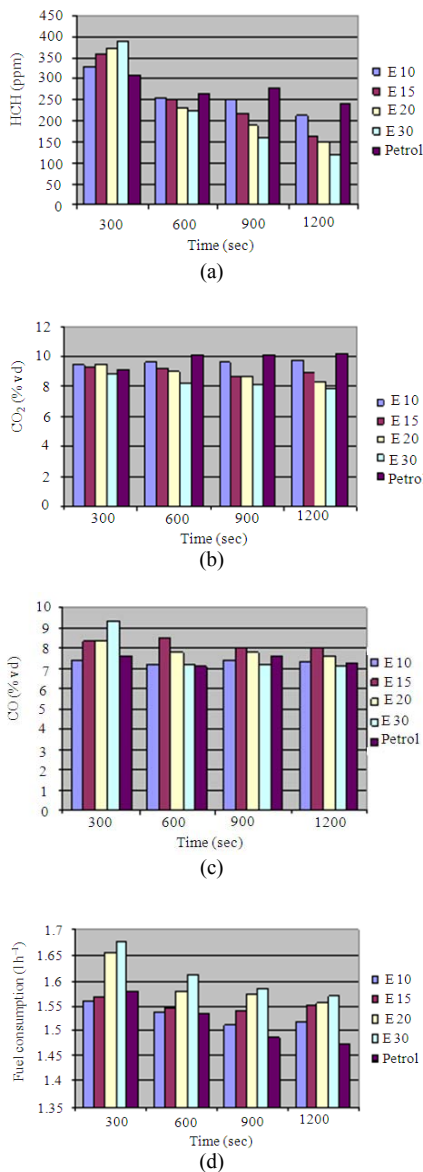 450
400
350
300
250
200
150
100
50
0
HCH (ppm)
300 600 900 1200
Time (sec)
E 10
E 15
E 20
E 30
Petrol
(a)
12
10
8
6
4
2
0
CO2 (% vd)
300 600 900 1200
Time (sec)
E 10
E 15
E 20
E 30
Petrol
(b)
10
9
8
7
6
5
4
3
2
1
0
CO (% vd)
300 600 900 1200
Time (sec)
E 10
E 15
E 20
E 30
Petrol
(c)
1.7
1.65
1.6
1.55
1.5
1.45
1.4
1.35
Fuel consumption (l h-1)
300 600 900 1200
Time (sec)
E 10
E 15
E 20
E 30
Petrol
(d)